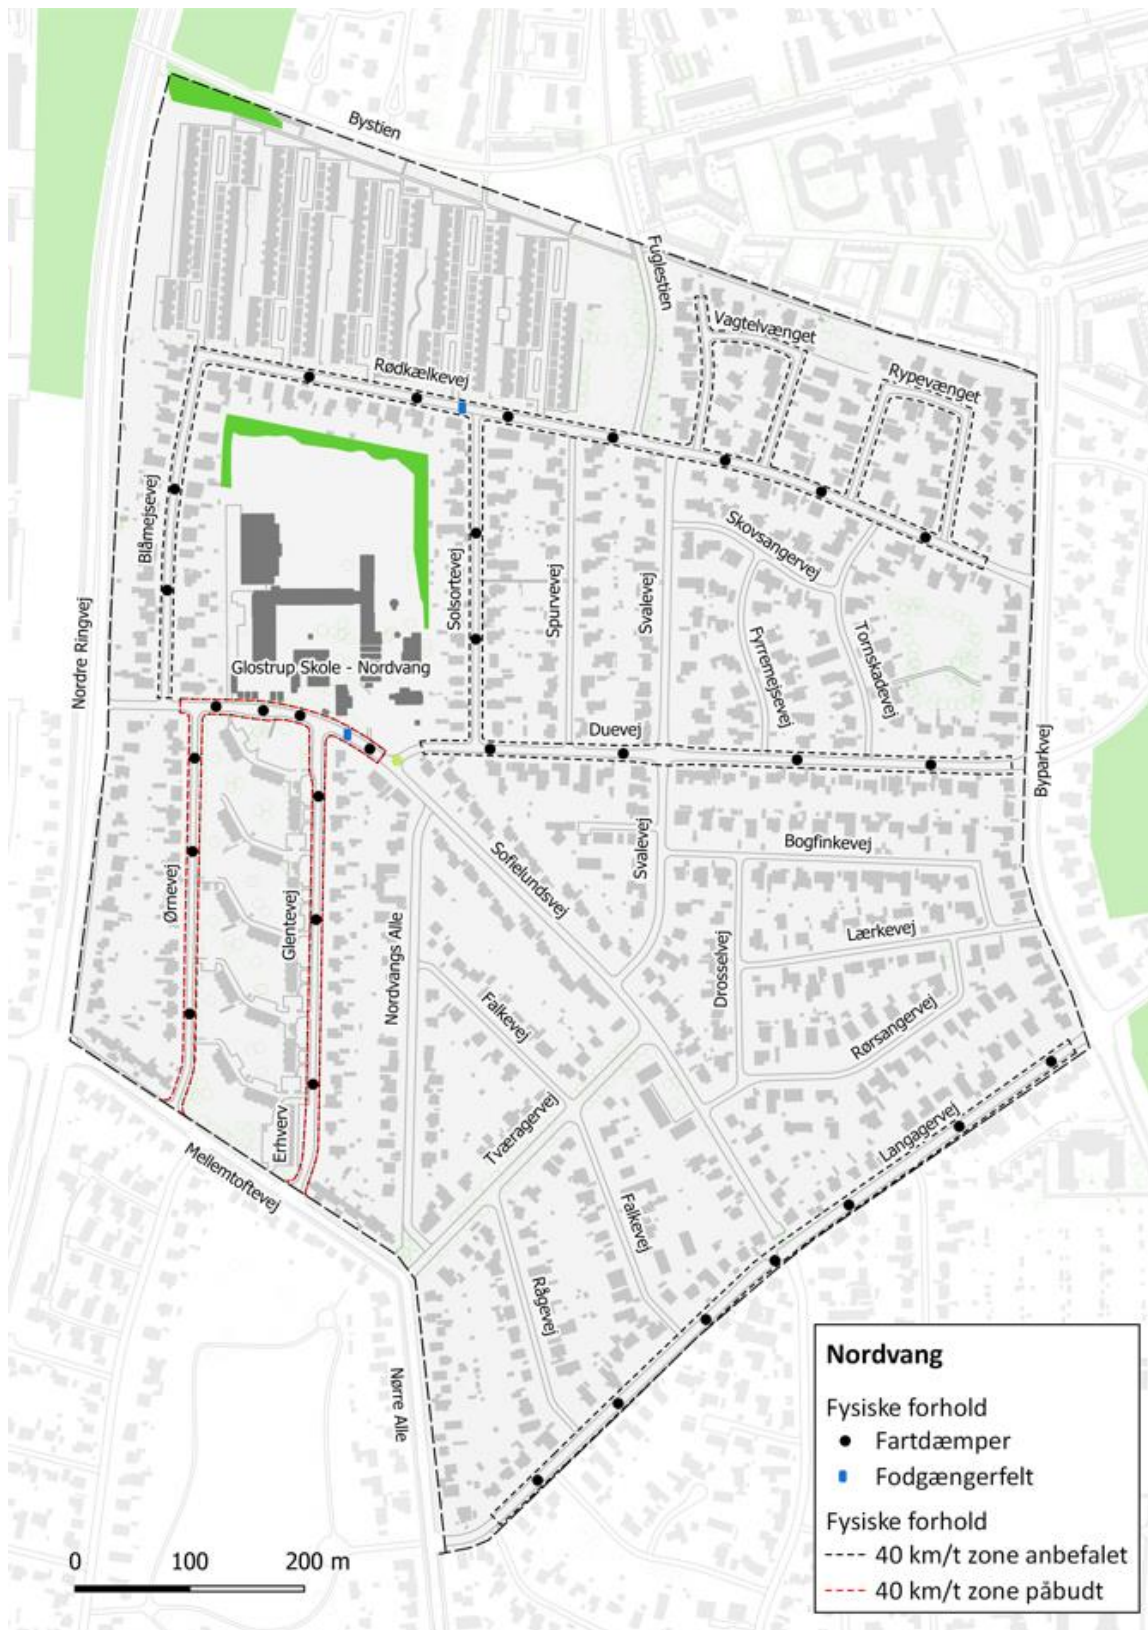 Bystien
Fuglestien
Vagtelvænget
Rødkælkevej
Rypevænget
Blåmejsevej
Solsortevej
Skovsangervej
Spurvevej
Svalevej
Nordre Ringvej
Glostrup Skole - Nordvang
Fyrremejsevej
Tornskadevej
Duevej
Byparkvej
Bogfinkevej
Svalevej
Sofielundsvej
Ørnevej
Glentevej
Nordvangs Alle
Drosselvej
Lærkevej
Falkevej
Rørsangervej
Tværagervej
Langagervej
Erhverv
Mellemtoftevej
Falkevej
Rågevej
Nørre Alle
Nordvang
Fysiske forhold
Fartdæmper
Fodgængerfelt
Fysiske forhold
40 km/t zone anbefalet
40 km/t zone påbudt
0 100 200 m